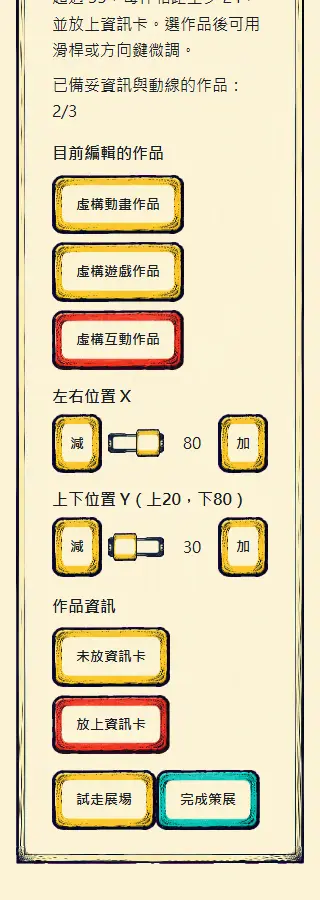 並放上資訊卡。選作品後可用
滑桿或方向鍵微調。
已備妥資訊與動線的作品：
2/3
目前編輯的作品
虛構動畫作品
虛構遊戲作品
虛構互動作品
左右位置 X
減 80 加
上下位置 Y（上20，下80）
減 30 加
作品資訊
未放資訊卡
放上資訊卡
試走展場 完成策展